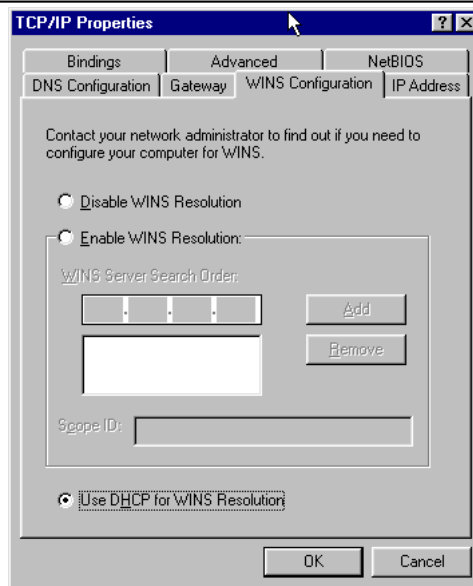 TCP/IP Properties
Bindings Advanced NetBIOS
DNS Configuration Gateway WINS Configuration IP Address
Contact your network administrator to find out if you need to
configure your computer for WINS.
Disable WINS Resolution
Enable WINS Resolution:
WINS Server Search Order:
Add
Remove
Scope ID:
Use DHCP for WINS Resolution
OK Cancel